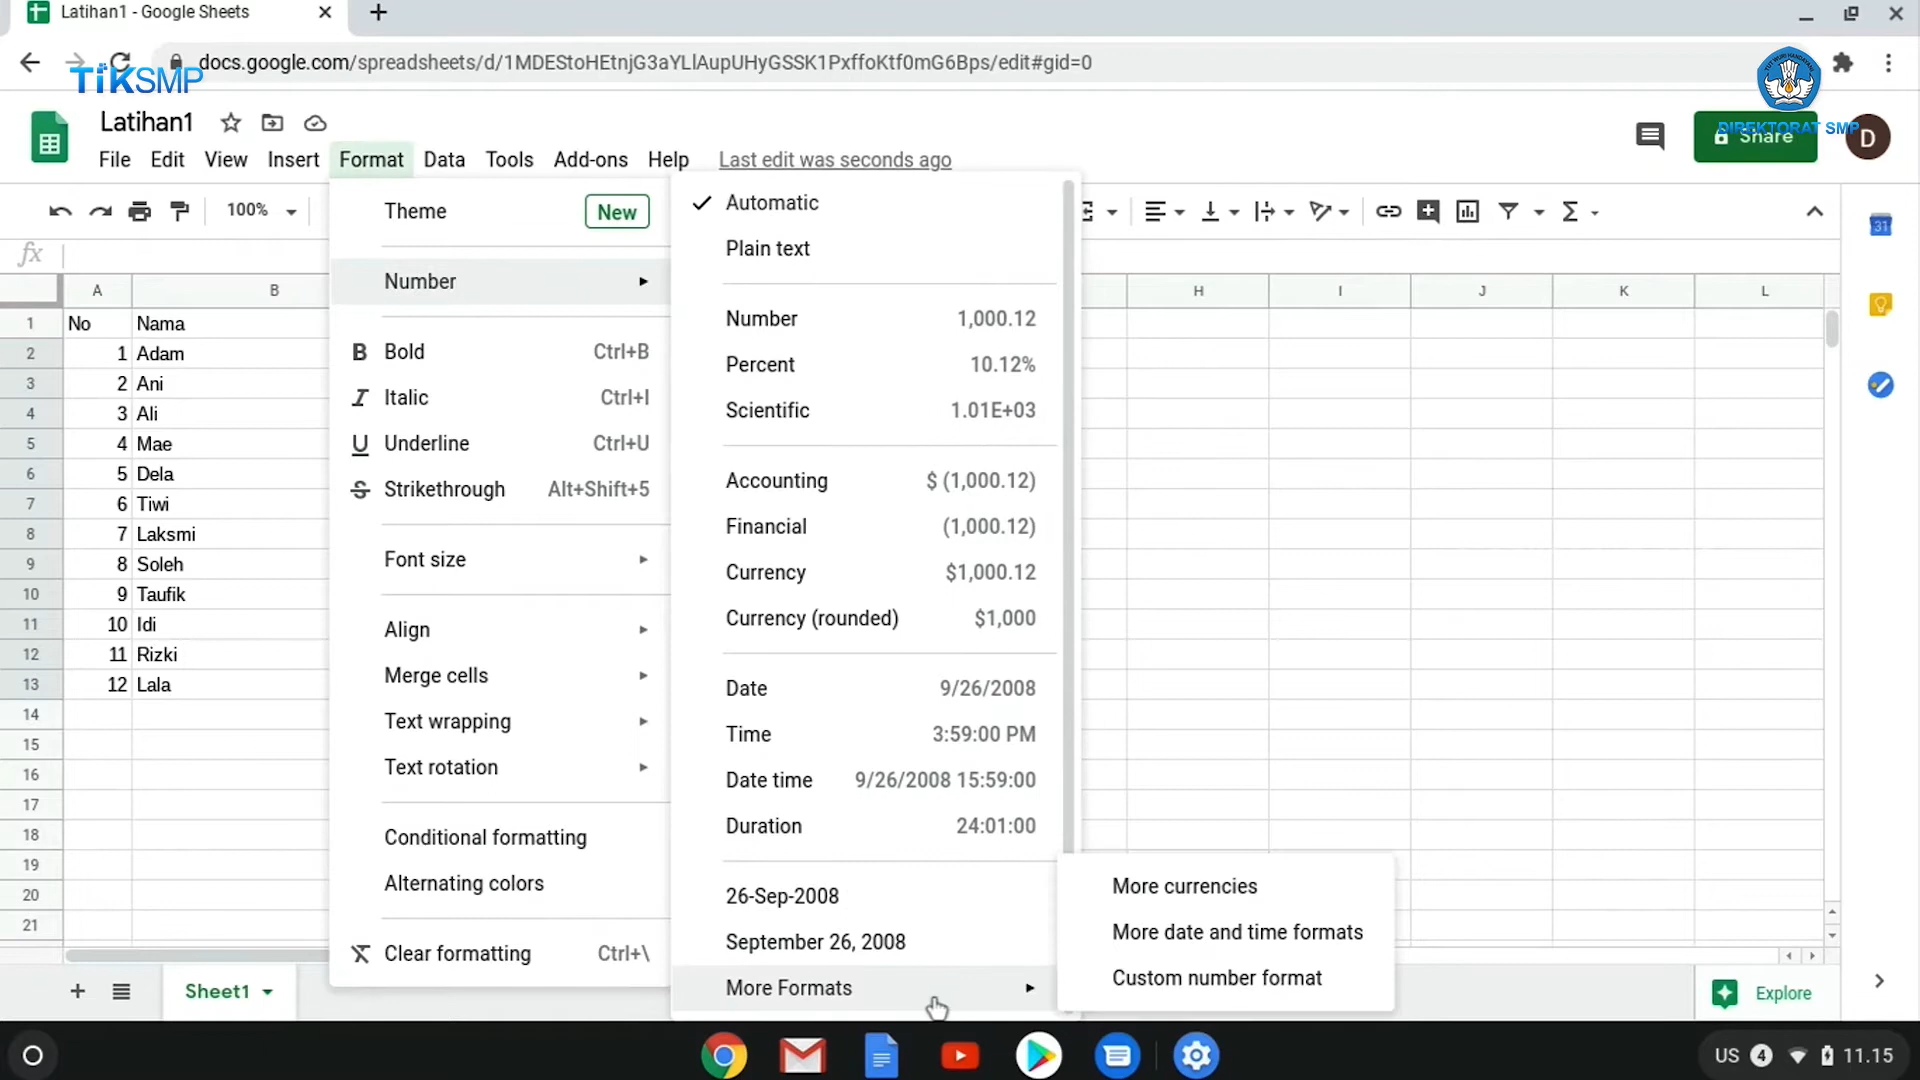 Latihan1 - Google Sheets
docs.google.com/spreadsheets/d/1MDEStoHEtnjG3aYLlAupUHyGSSK1PxffoKtf0mG6Bps/edit#gid=0
TiKSMP
DIREKTORAT SMP
Latihan1
Share
D
File Edit View Insert Format Data Tools Add-ons Help Last edit was seconds ago
100%
31
fx
A B H I J K L
1 No Nama
2 1 Adam
3 2 Ani
4 3 Ali
5 4 Mae
6 5 Dela
7 6 Tiwi
8 7 Laksmi
9 8 Soleh
10 9 Taufik
11 10 Idi
12 11 Rizki
13 12 Lala
14
15
16
17
18
19
20
21
Theme New
Number
B Bold Ctrl+B
I Italic Ctrl+I
U Underline Ctrl+U
S Strikethrough Alt+Shift+5
Font size
Align
Merge cells
Text wrapping
Text rotation
Conditional formatting
Alternating colors
Clear formatting Ctrl+\
Automatic
Plain text
Number 1,000.12
Percent 10.12%
Scientific 1.01E+03
Accounting $ (1,000.12)
Financial (1,000.12)
Currency $1,000.12
Currency (rounded) $1,000
Date 9/26/2008
Time 3:59:00 PM
Date time 9/26/2008 15:59:00
Duration 24:01:00
26-Sep-2008
September 26, 2008
More Formats
More currencies
More date and time formats
Custom number format
Sheet1
Explore
US 4 11.15